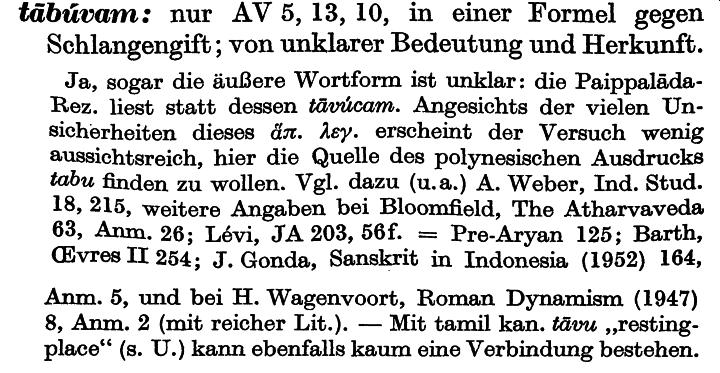 tābúvam: nur AV 5, 13, 10, in einer Formel gegen
Schlangengift; von unklarer Bedeutung und Herkunft.
Ja, sogar die äußere Wortform ist unklar: die Paippalāda-
Rez. liest statt dessen tāvúcam. Angesichts der vielen Un-
sicherheiten dieses ἅπ. λεγ. erscheint der Versuch wenig
aussichtsreich, hier die Quelle des polynesischen Ausdrucks
tabu finden zu wollen. Vgl. dazu (u.a.) A. Weber, Ind. Stud.
18, 215, weitere Angaben bei Bloomfield, The Atharvaveda
63, Anm. 26; Lévi, JA 203, 56f. = Pre-Aryan 125; Barth,
Œvres II 254; J. Gonda, Sanskrit in Indonesia (1952) 164,
Anm. 5, und bei H. Wagenvoort, Roman Dynamism (1947)
8, Anm. 2 (mit reicher Lit.). — Mit tamil kan. tāvu „resting-
place“ (s. U.) kann ebenfalls kaum eine Verbindung bestehen.